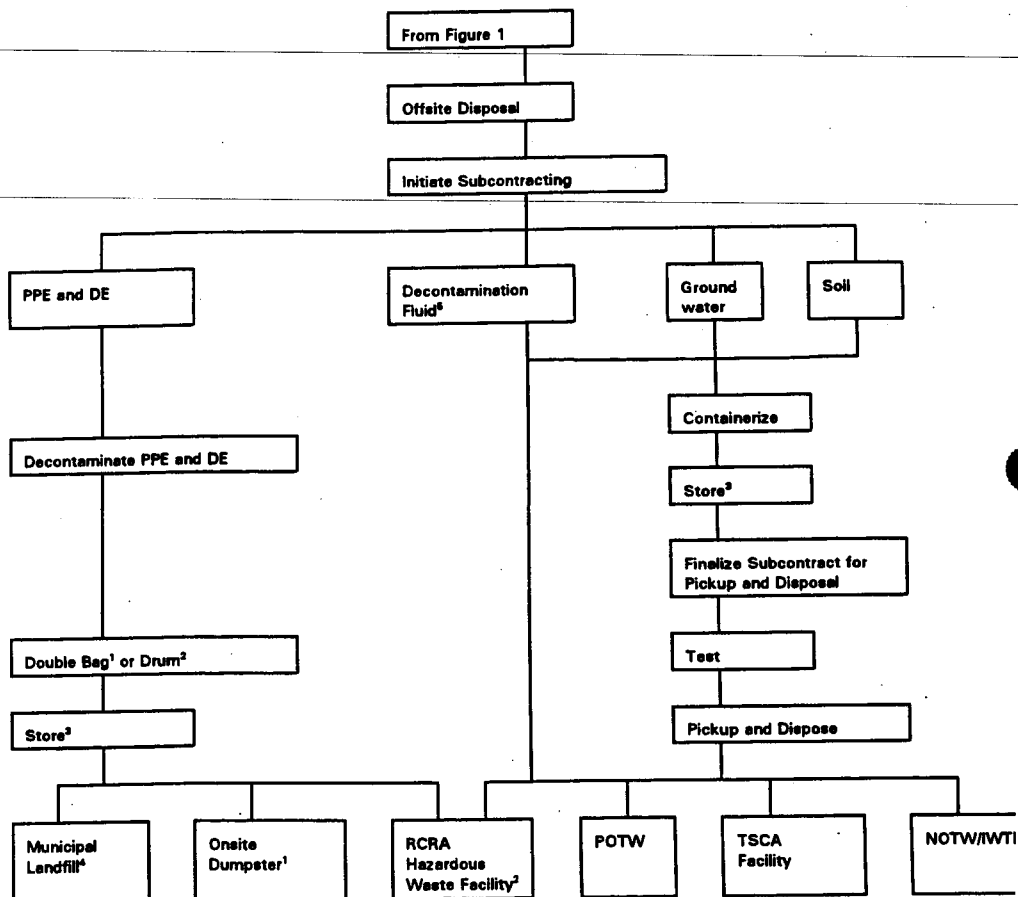 From Figure 1
Offsite Disposal
Initiate Subcontracting
PPE and DE
Decontamination
Fluid⁵
Ground
water
Soil
Containerize
Decontaminate PPE and DE
Store³
Finalize Subcontract for
Pickup and Disposal
Double Bag¹ or Drum²
Test
Store³
Pickup and Dispose
Municipal
Landfill⁴
Onsite
Dumpster¹
RCRA
Hazardous
Waste Facility²
POTW
TSCA
Facility
NOTW/IWT